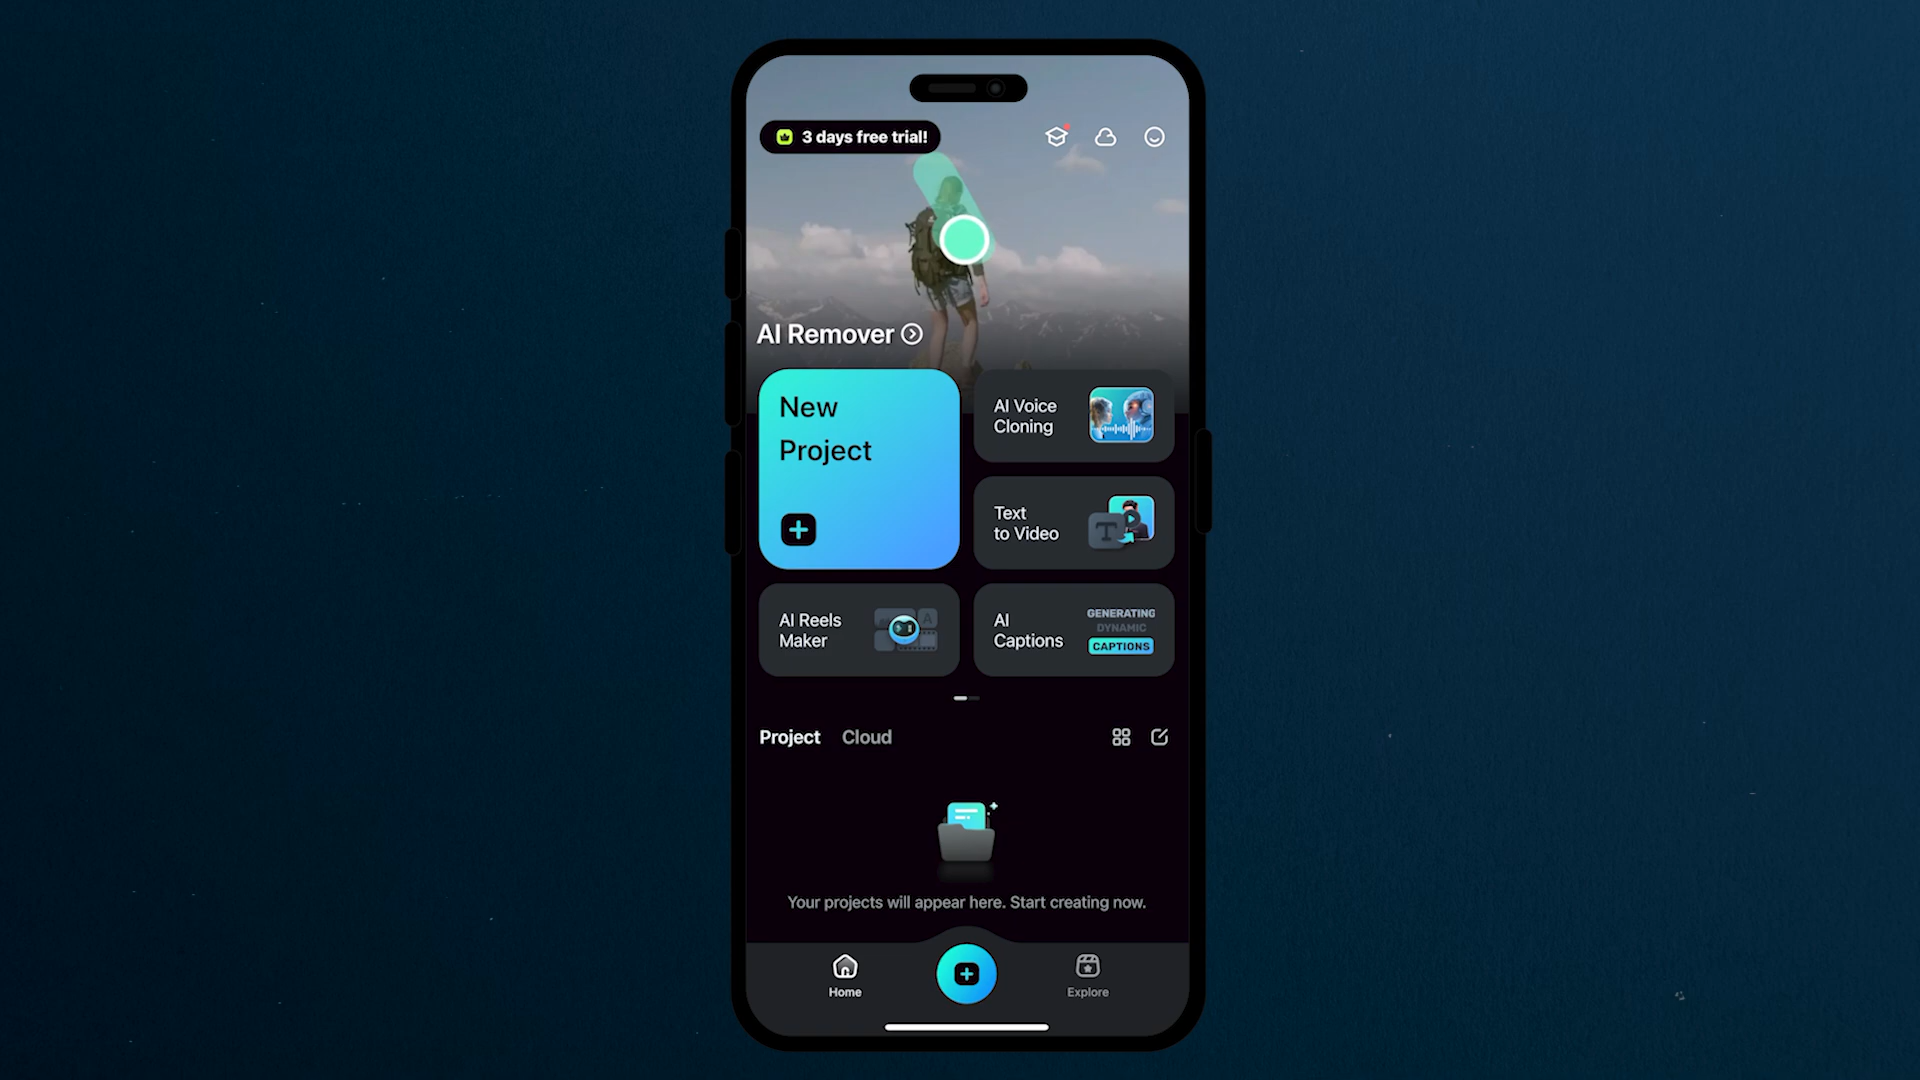 3 days free trial!
AI Remover
New
Project
AI Voice
Cloning
Text
to Video
T
AI Reels
Maker
A
AI
Captions
GENERATING
DYNAMIC
CAPTIONS
Project
Cloud
Your projects will appear here. Start creating now.
Home
Explore